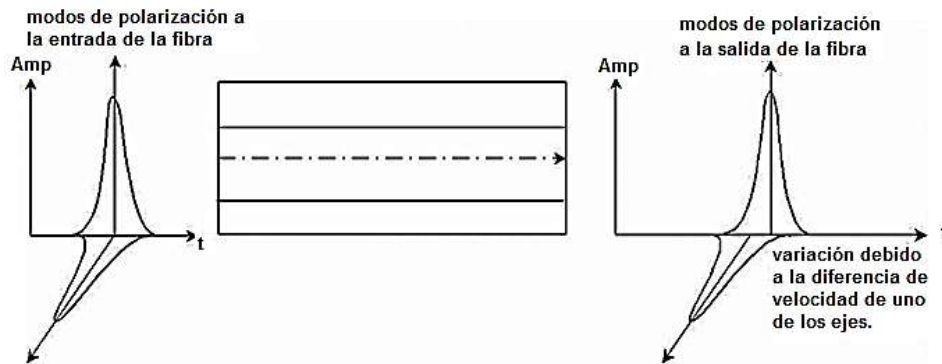 modos de polarización a
la entrada de la fibra
Amp
t
modos de polarización
a la salida de la fibra
Amp
t
variación debido
a la diferencia de
velocidad de uno
de los ejes.